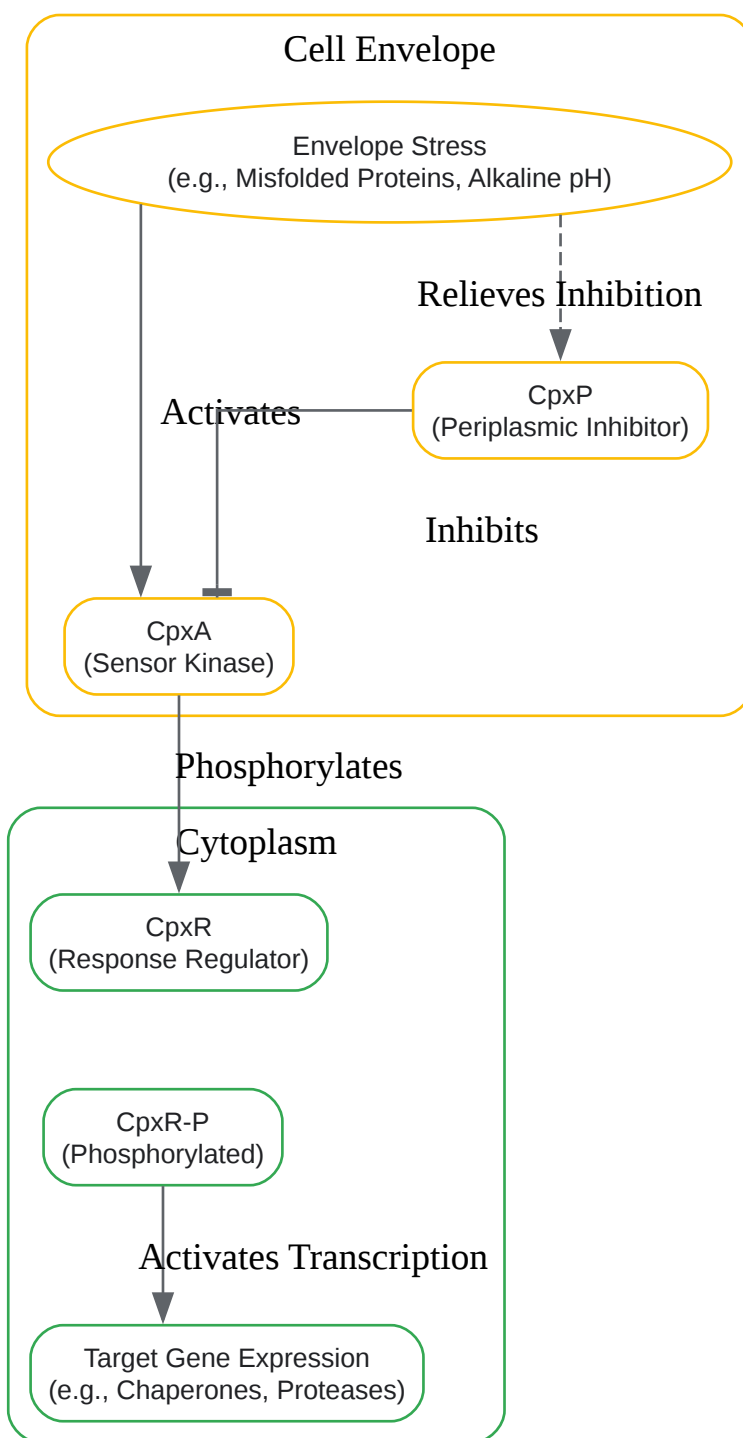 Cell Envelope
Envelope Stress
(e.g., Misfolded Proteins, Alkaline pH)
Relieves Inhibition
CpxP
(Periplasmic Inhibitor)
Activates
Inhibits
CpxA
(Sensor Kinase)
Phosphorylates
Cytoplasm
CpxR
(Response Regulator)
CpxR-P
(Phosphorylated)
Activates Transcription
Target Gene Expression
(e.g., Chaperones, Proteases)